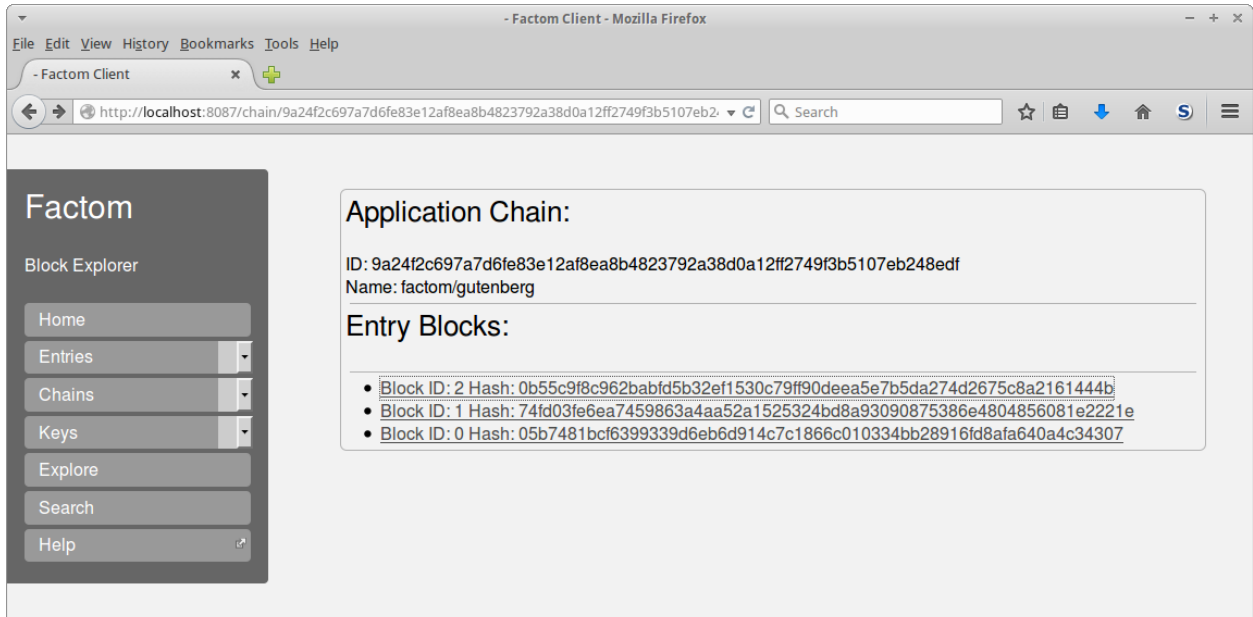 - Factom Client - Mozilla Firefox
File Edit View History Bookmarks Tools Help
- Factom Client
http://localhost:8087/chain/9a24f2c697a7d6fe83e12af8ea8b4823792a38d0a12ff2749f3b5107eb24
Search
Factom
Block Explorer
Home
Entries
Chains
Keys
Explore
Search
Help
Application Chain:
ID: 9a24f2c697a7d6fe83e12af8ea8b4823792a38d0a12ff2749f3b5107eb248edf
Name: factom/gutenberg
Entry Blocks:
Block ID: 2 Hash: 0b55c9f8c962babfd5b32ef1530c79ff90deea5e7b5da274d2675c8a2161444b
Block ID: 1 Hash: 74fd03fe6ea7459863a4aa52a1525324bd8a93090875386e4804856081e2221e
Block ID: 0 Hash: 05b7481bcf6399339d6eb6d914c7c1866c010334bb28916fd8afa640a4c34307